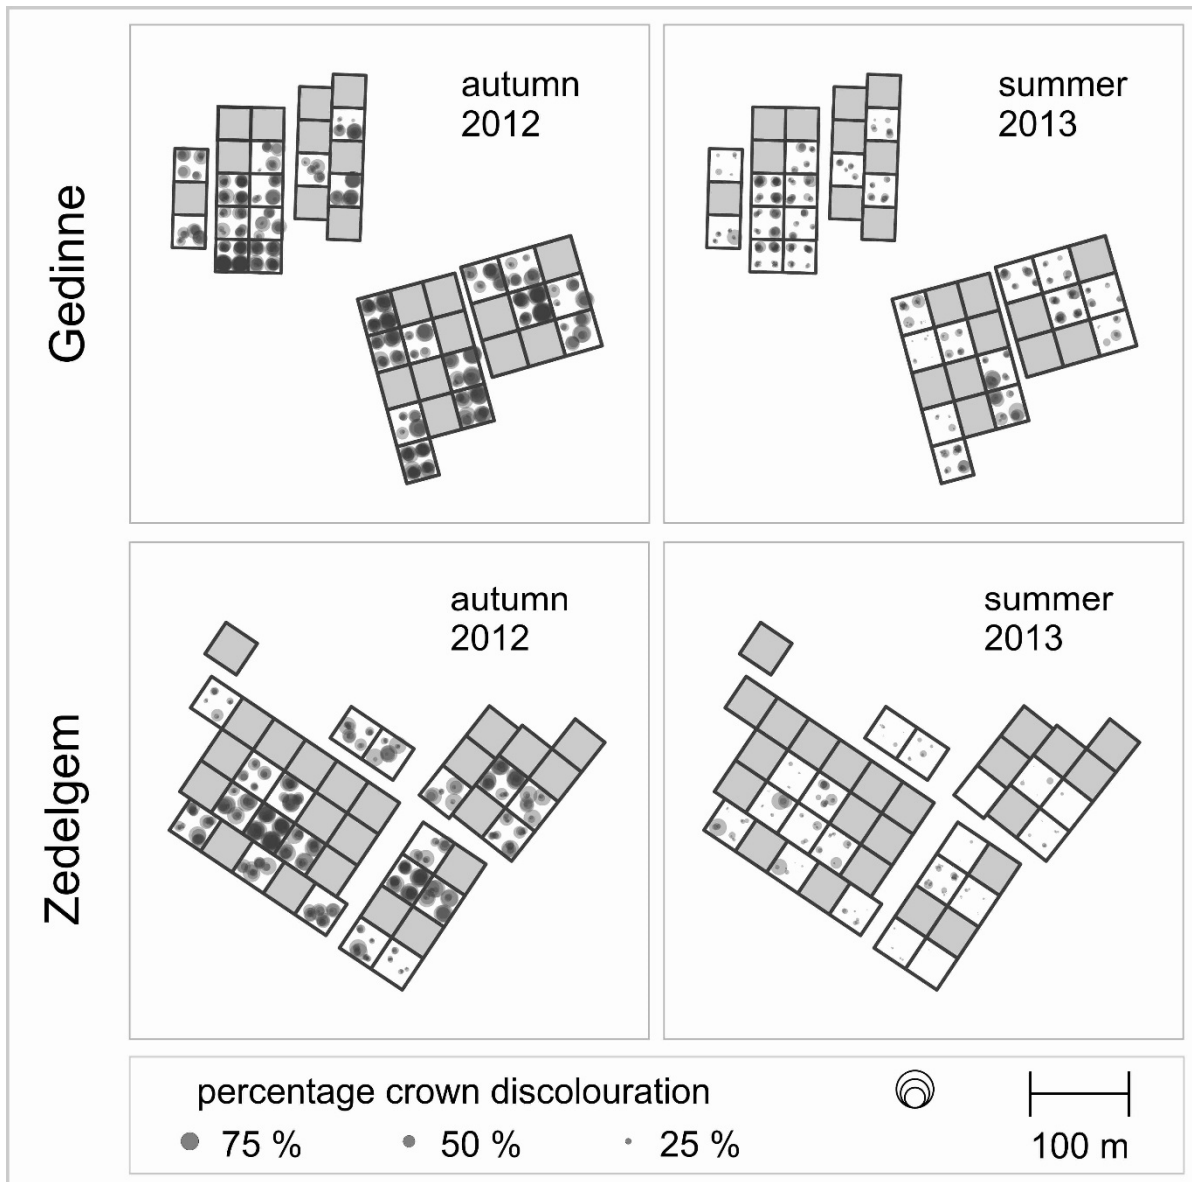 Gedinne
autumn
2012
summer
2013
Zedelgem
autumn
2012
summer
2013
percentage crown discolouration
75 %
50 %
25 %
100 m